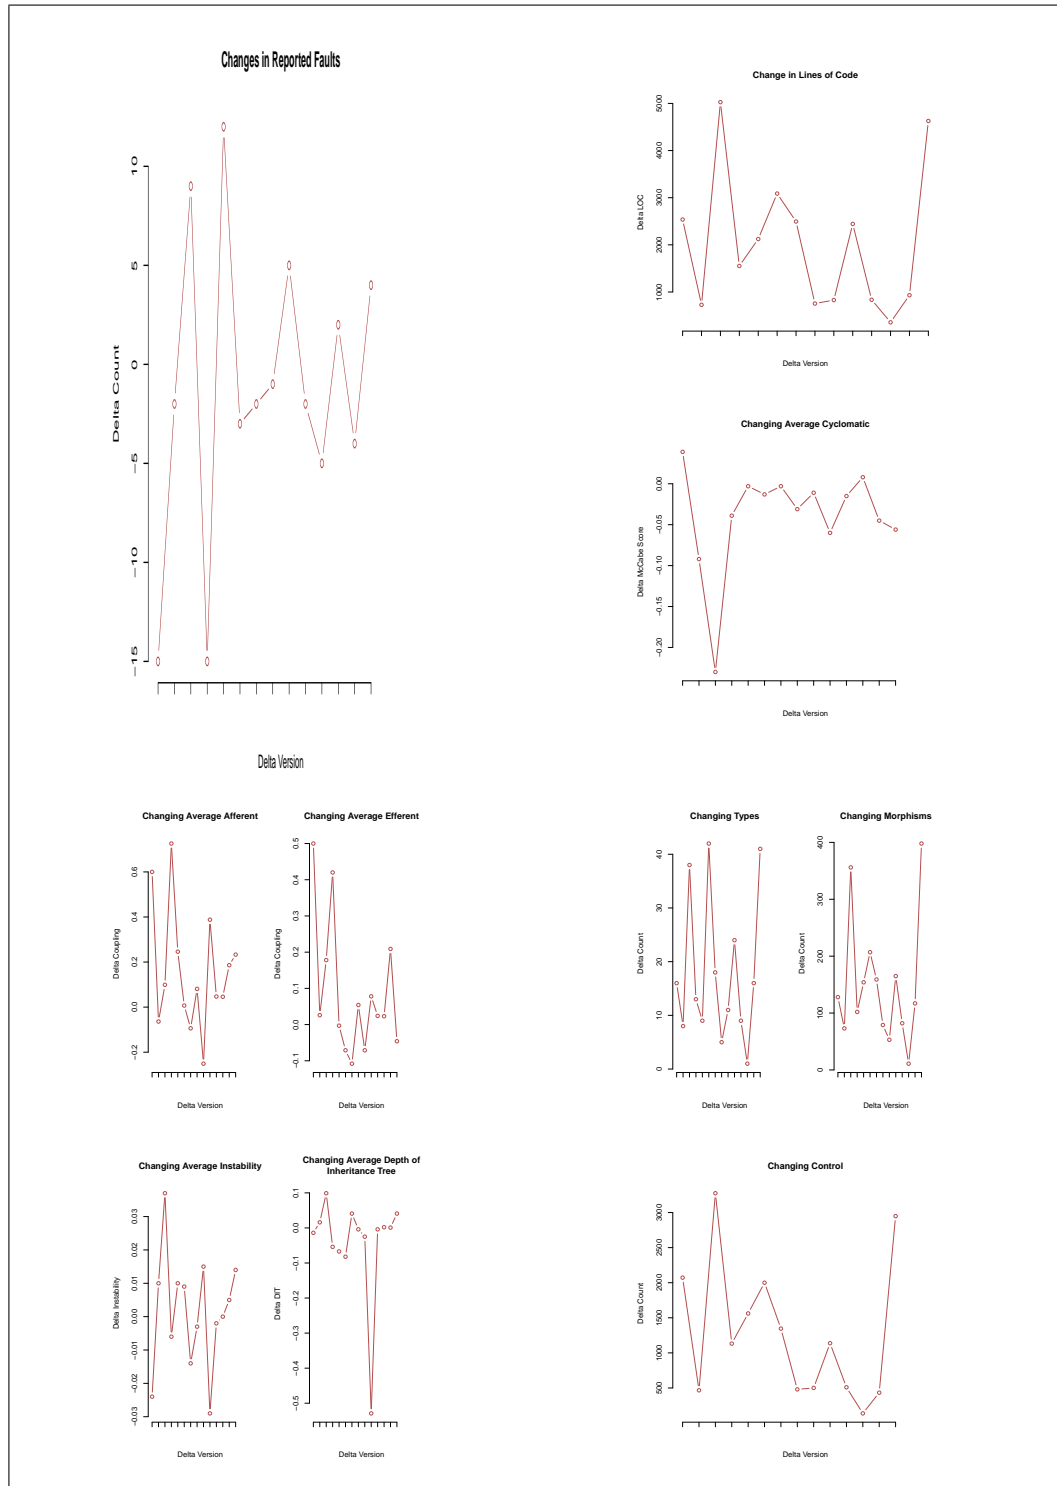 Changes in Reported Faults
Delta Count
10
5
0
−5
−10
−15
Delta Version
Change in Lines of Code
Delta LOC
5000
4000
3000
2000
1000
Delta Version
Changing Average Cyclomatic
Delta McCabe Score
0.00
−0.05
−0.10
−0.15
−0.20
Delta Version
Changing Average Afferent
Delta Coupling
0.6
0.4
0.2
0.0
−0.2
Delta Version
Changing Average Efferent
Delta Coupling
0.5
0.4
0.3
0.2
0.1
0.0
−0.1
Delta Version
Changing Types
Delta Count
40
30
20
10
0
Delta Version
Changing Morphisms
Delta Count
400
300
200
100
0
Delta Version
Changing Average Instability
Delta Instability
0.03
0.02
0.01
0.00
−0.01
−0.02
−0.03
Delta Version
Changing Average Depth of
Inheritance Tree
Delta DIT
0.1
0.0
−0.1
−0.2
−0.3
−0.4
−0.5
Delta Version
Changing Control
Delta Count
3000
2500
2000
1500
1000
500
Delta Version